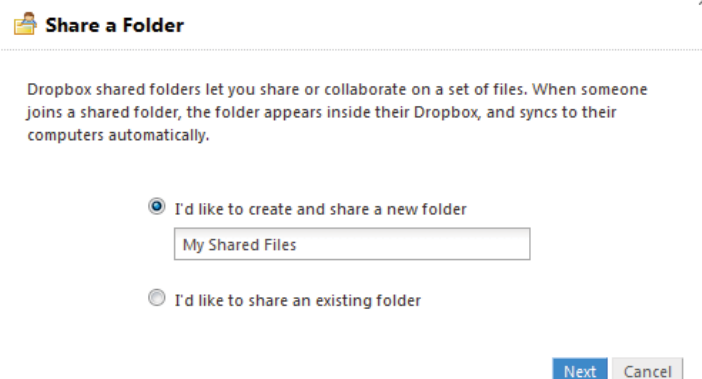 Share a Folder
Dropbox shared folders let you share or collaborate on a set of files. When someone
joins a shared folder, the folder appears inside their Dropbox, and syncs to their
computers automatically.
I'd like to create and share a new folder
My Shared Files
I'd like to share an existing folder
Next Cancel